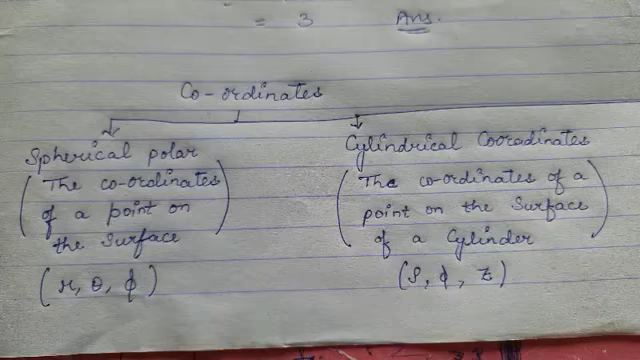 = 3 Ans.
Co-ordinates
Spherical polar
(The co-ordinates
of a point on
the Surface)
(r, θ, ϕ)
Cylindrical Cooradinates
(The co-ordinates of a
point on the Surface
of a Cylinder)
(ρ, ϕ, z)